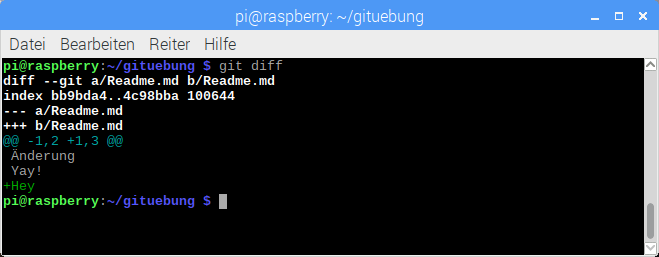 pi@raspberry: ~/gituebung
Datei Bearbeiten Reiter Hilfe
pi@raspberry:~/gituebung $ git diff
diff --git a/Readme.md b/Readme.md
index bb9bda4..4c98bba 100644
--- a/Readme.md
+++ b/Readme.md
@@ -1,2 +1,3 @@
 Änderung
 Yay!
+Hey
pi@raspberry:~/gituebung $